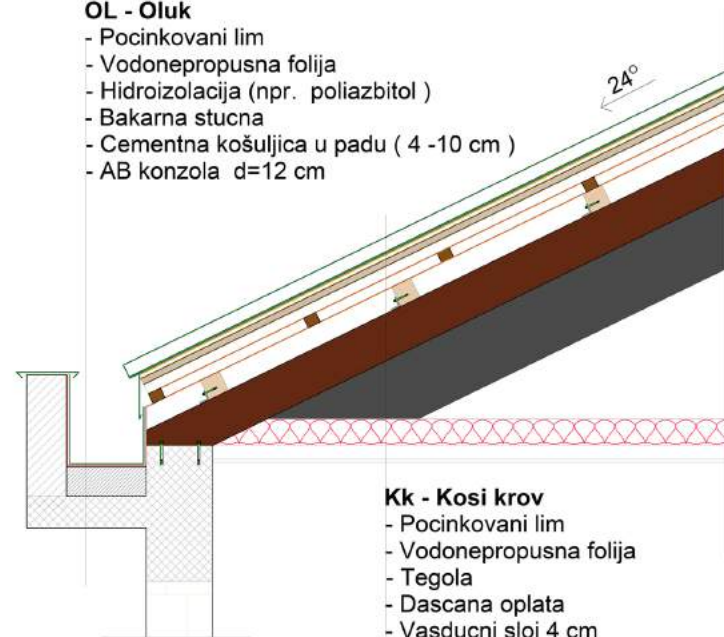 OL - Oluk
- Pocinkovani lim
- Vodonepropusna folija
- Hidroizolacija (npr.  poliazbitol )
- Bakarna stucna
- Cementna košuljica u padu ( 4 -10 cm )
- AB konzola  d=12 cm
24°
Kk - Kosi krov
- Pocinkovani lim
- Vodonepropusna folija
- Tegola
- Dascana oplata
- Vasducni sloj 4 cm